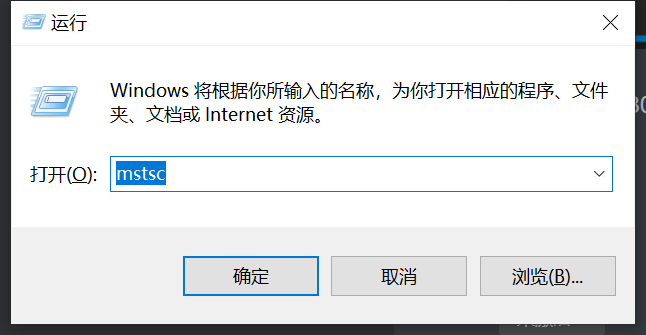 运行
Windows 将根据你所输入的名称，为你打开相应的程序、文件
夹、文档或 Internet 资源。
打开(O): mstsc
确定 取消 浏览(B)...